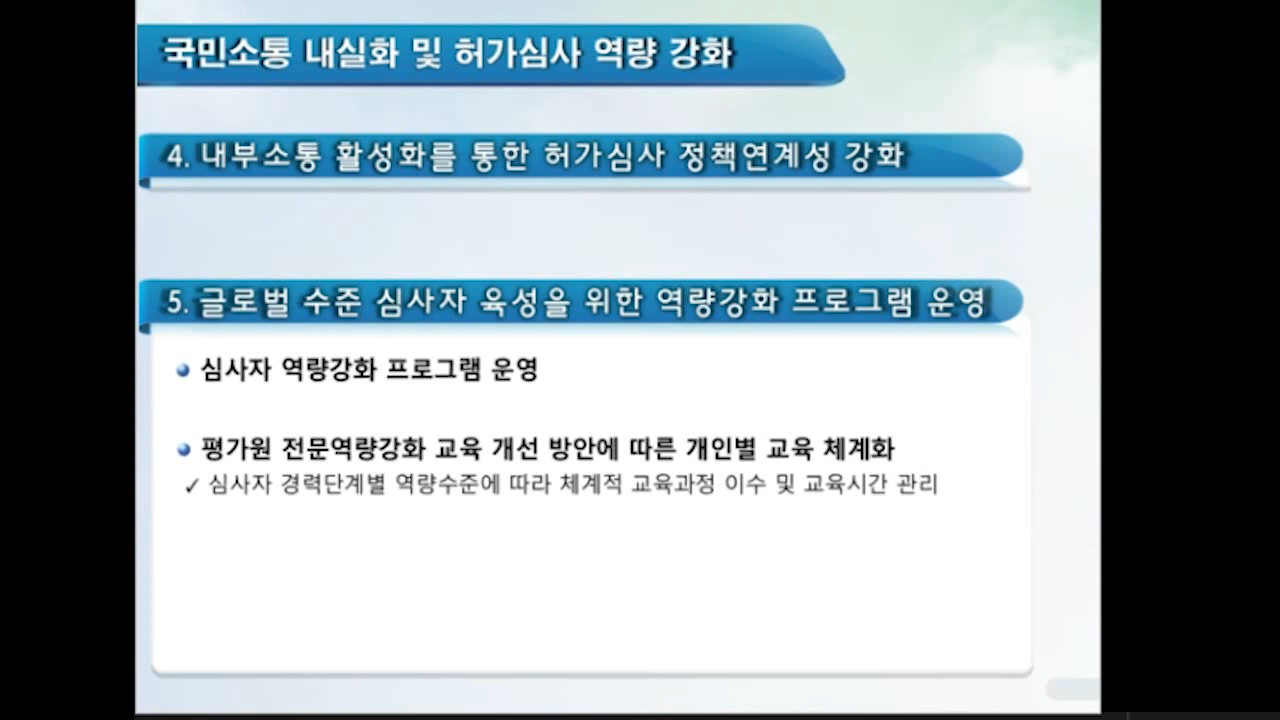 국민소통 내실화 및 허가심사 역량 강화
4. 내부소통 활성화를 통한 허가심사 정책연계성 강화
5. 글로벌 수준 심사자 육성을 위한 역량강화 프로그램 운영
심사자 역량강화 프로그램 운영
평가원 전문역량강화 교육 개선 방안에 따른 개인별 교육 체계화
✓ 심사자 경력단계별 역량수준에 따라 체계적 교육과정 이수 및 교육시간 관리